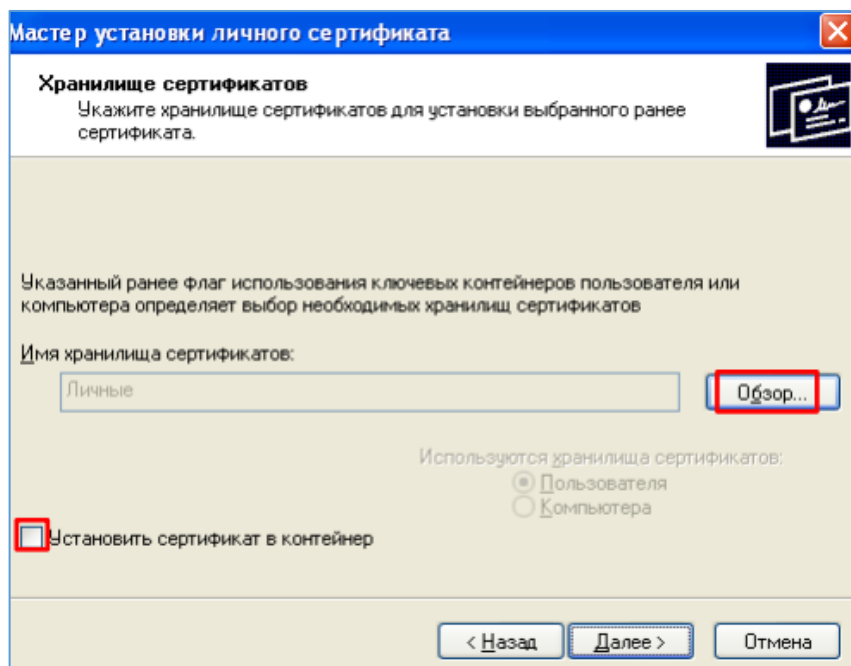 Мастер установки личного сертификата
Хранилище сертификатов
Укажите хранилище сертификатов для установки выбранного ранее
сертификата.
Указанный ранее флаг использования ключевых контейнеров пользователя или
компьютера определяет выбор необходимых хранилищ сертификатов
Имя хранилища сертификатов:
Личные
Обзор...
Используются хранилища сертификатов:
Пользователя
Компьютера
Установить сертификат в контейнер
< Назад
Далее >
Отмена